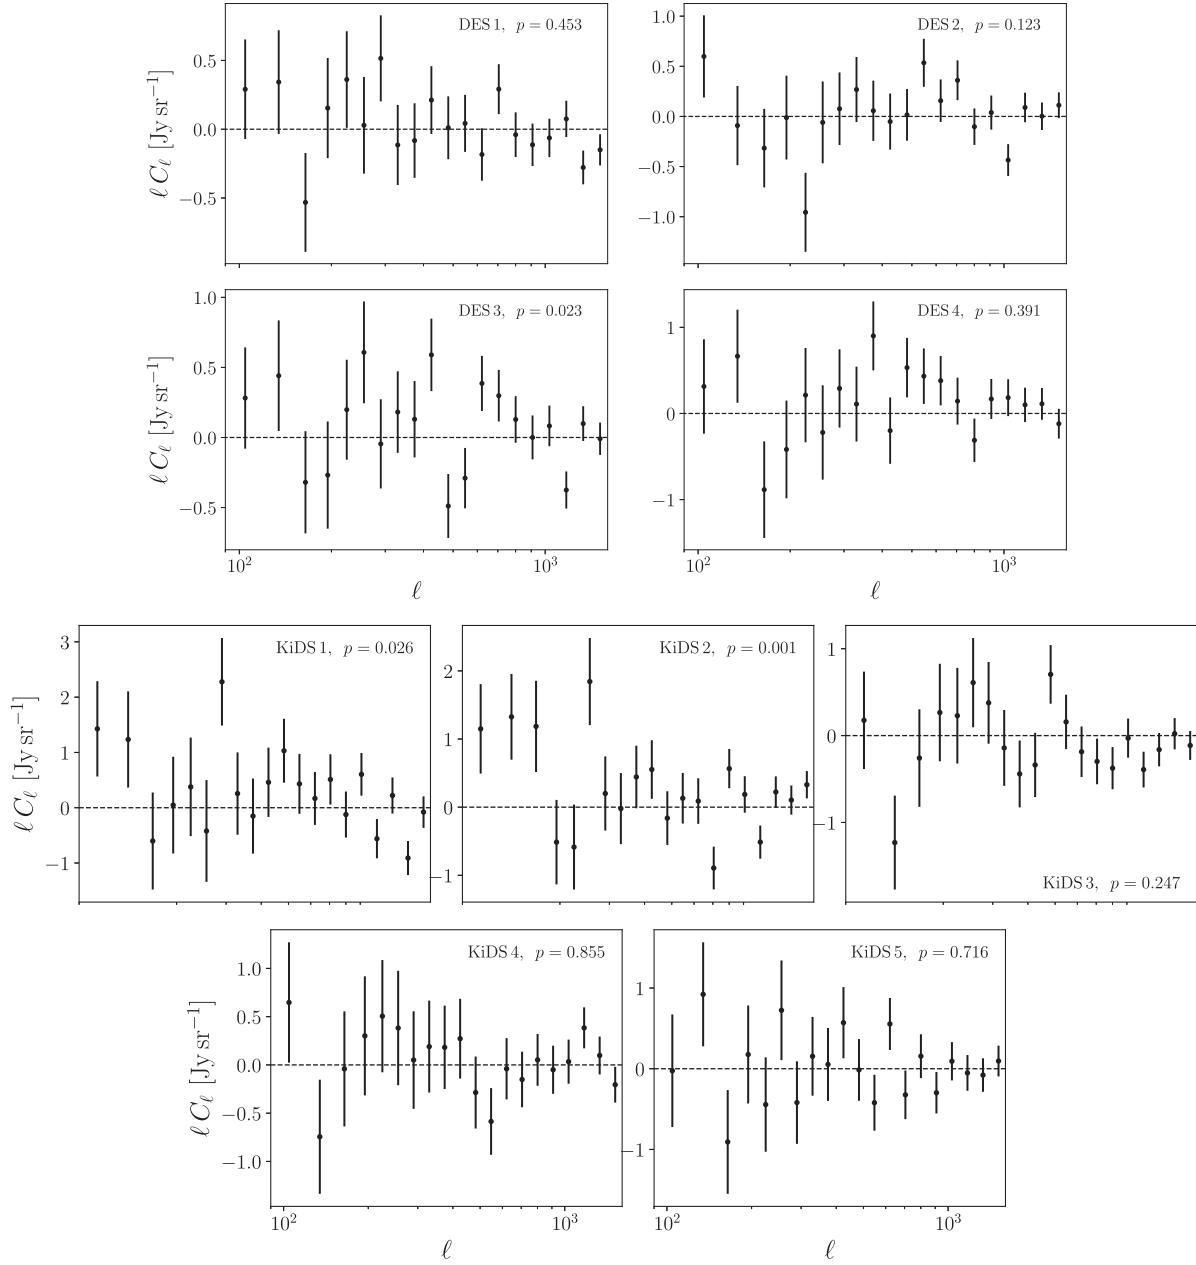 DES 1, p = 0.453
DES 2, p = 0.123
0.5
0.0
−0.5
ℓ C_ℓ [Jy sr⁻¹]
1.0
0.5
0.0
−0.5
−1.0
DES 3, p = 0.023
DES 4, p = 0.391
1.0
0.5
0.0
−0.5
ℓ C_ℓ [Jy sr⁻¹]
1
0
−1
10² 10³
10² 10³
ℓ
ℓ
KiDS 1, p = 0.026
KiDS 2, p = 0.001
3
2
1
0
−1
ℓ C_ℓ [Jy sr⁻¹]
2
1
0
−1
1
0
−1
KiDS 3, p = 0.247
KiDS 4, p = 0.855
KiDS 5, p = 0.716
1.0
0.5
0.0
−0.5
−1.0
ℓ C_ℓ [Jy sr⁻¹]
1
0
−1
10² 10³
10² 10³
ℓ
ℓ